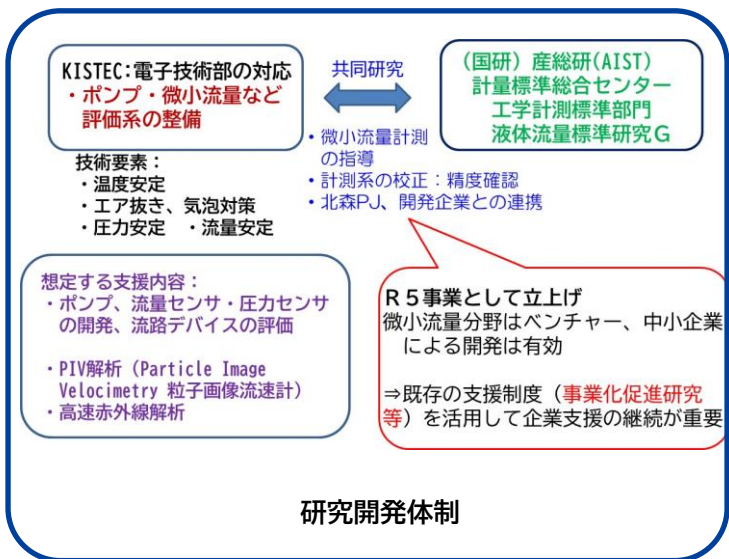 KISTEC:電子技術部の対応
・ポンプ・微小流量など
評価系の整備
共同研究
(国研)産総研(AIST)
計量標準総合センター
工学計測標準部門
液体流量標準研究G
技術要素:
・温度安定
・エア抜き、気泡対策
・圧力安定 ・流量安定
・微小流量計測
の指導
・計測系の校正:精度確認
・北森PJ、開発企業との連携
想定する支援内容:
・ポンプ、流量センサ・圧力センサ
の開発、流路デバイスの評価
・PIV解析(Particle Image
Velocimetry 粒子画像流速計)
・高速赤外線解析
R5事業として立上げ
微小流量分野はベンチャー、中小企業
による開発は有効
⇒既存の支援制度(事業化促進研究
等)を活用して企業支援の継続が重要
研究開発体制